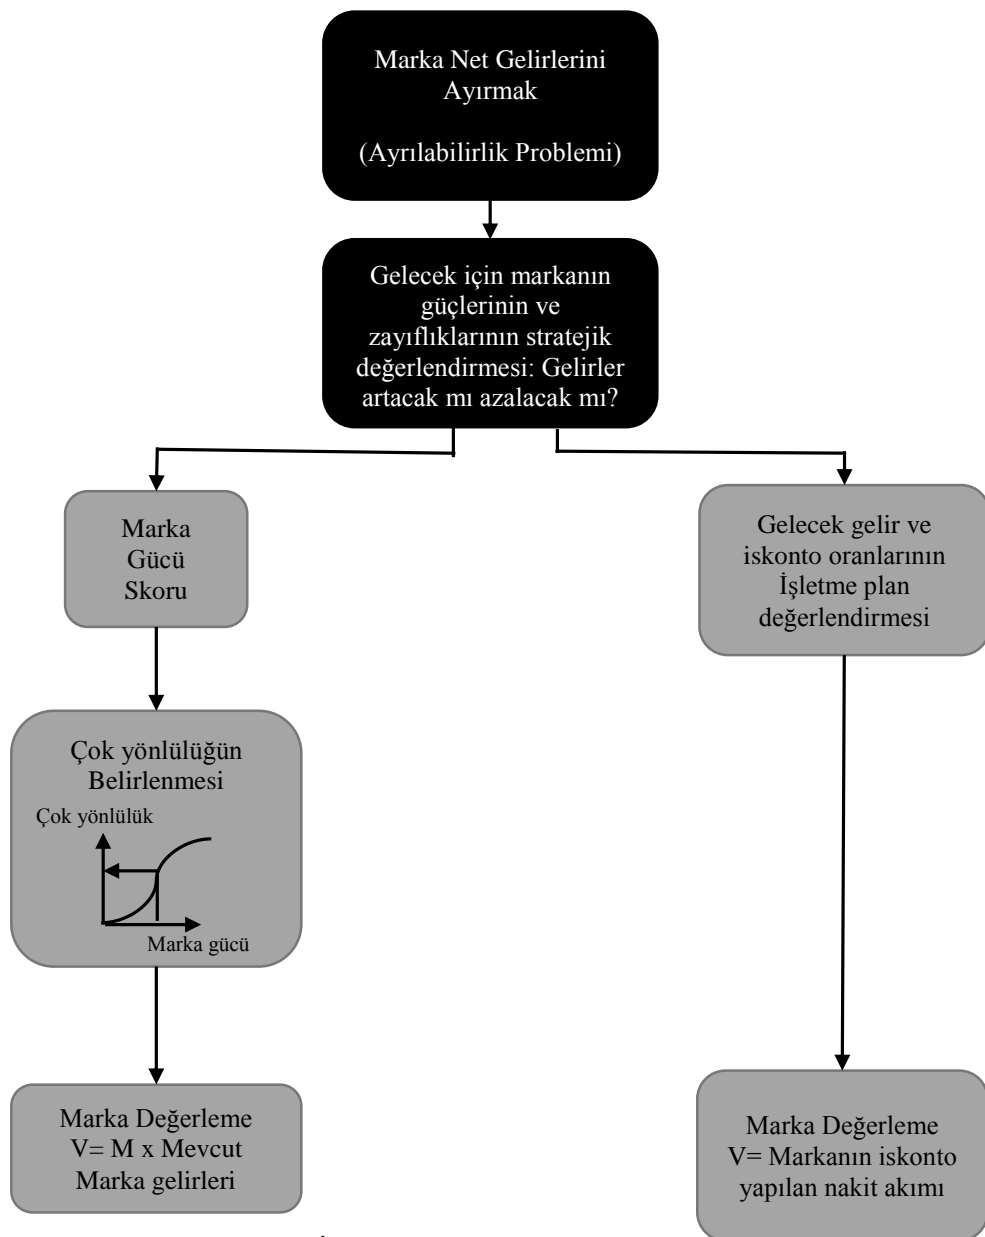 Marka Net Gelirlerini
Ayırmak
(Ayrılabilirlik Problemi)
Gelecek için markanın
güçlerinin ve
zayıflıklarının stratejik
değerlendirmesi: Gelirler
artacak mı azalacak mı?
Marka
Gücü
Skoru
Gelecek gelir ve
iskonto oranlarının
İşletme plan
değerlendirmesi
Çok yönlülüğün
Belirlenmesi
Çok yönlülük
Marka gücü
Marka Değerleme
V= M x Mevcut
Marka gelirleri
Marka Değerleme
V= Markanın iskonto
yapılan nakit akımı